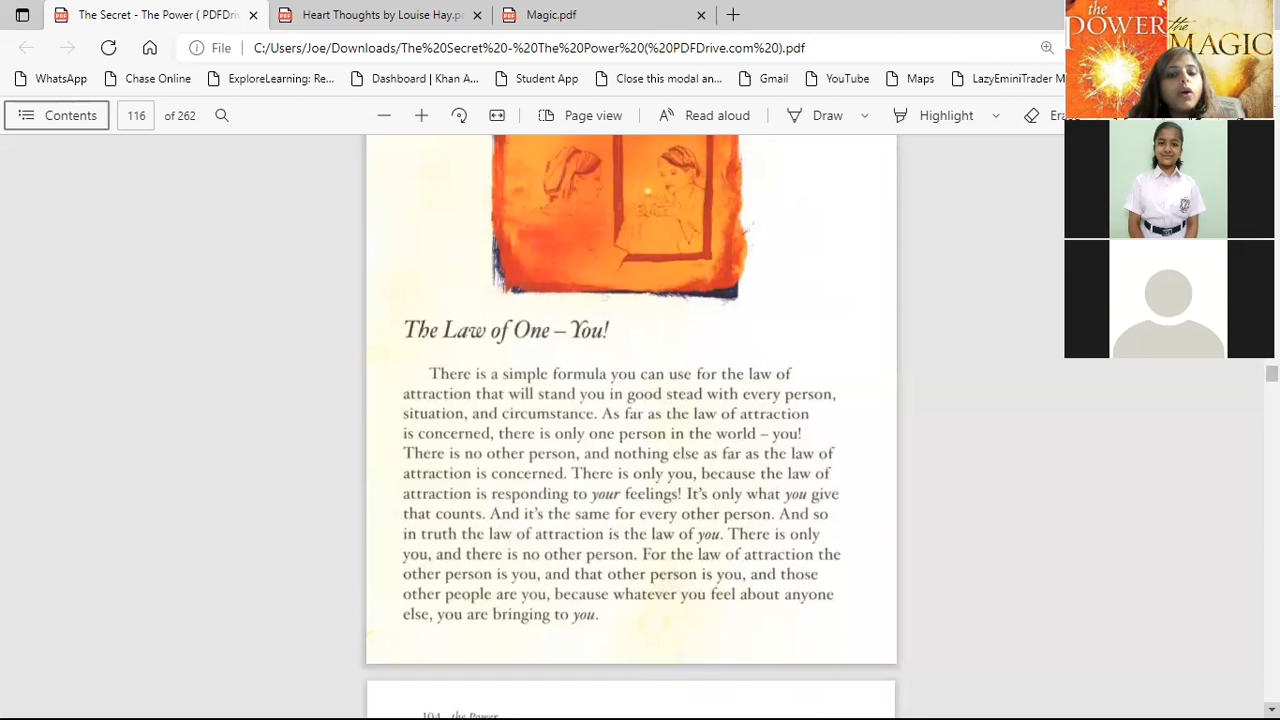 The Secret - The Power ( PDFDri
Heart Thoughts by Louise Hay.p
Magic.pdf
File
C:/Users/Joe/Downloads/The%20Secret%20-%20The%20Power%20(%20PDFDrive.com%20).pdf
WhatsApp
Chase Online
ExploreLearning: Re...
Dashboard | Khan A...
Student App
Close this modal an...
Gmail
YouTube
Maps
LazyEminiTrader M
Contents
116 of 262
Page view
Read aloud
Draw
Highlight
Era
the POWER
the MAGIC
The Law of One – You!
There is a simple formula you can use for the law of
attraction that will stand you in good stead with every person,
situation, and circumstance. As far as the law of attraction
is concerned, there is only one person in the world – you!
There is no other person, and nothing else as far as the law of
attraction is concerned. There is only you, because the law of
attraction is responding to your feelings! It's only what you give
that counts. And it's the same for every other person. And so
in truth the law of attraction is the law of you. There is only
you, and there is no other person. For the law of attraction the
other person is you, and that other person is you, and those
other people are you, because whatever you feel about anyone
else, you are bringing to you.
104 the Power